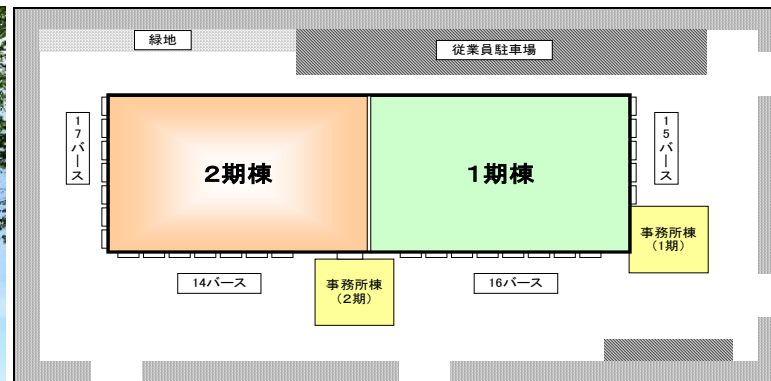 緑地
従業員駐車場
17バース
2期棟
1期棟
15バース
事務所棟
(1期)
14バース
事務所棟
(2期)
16バース